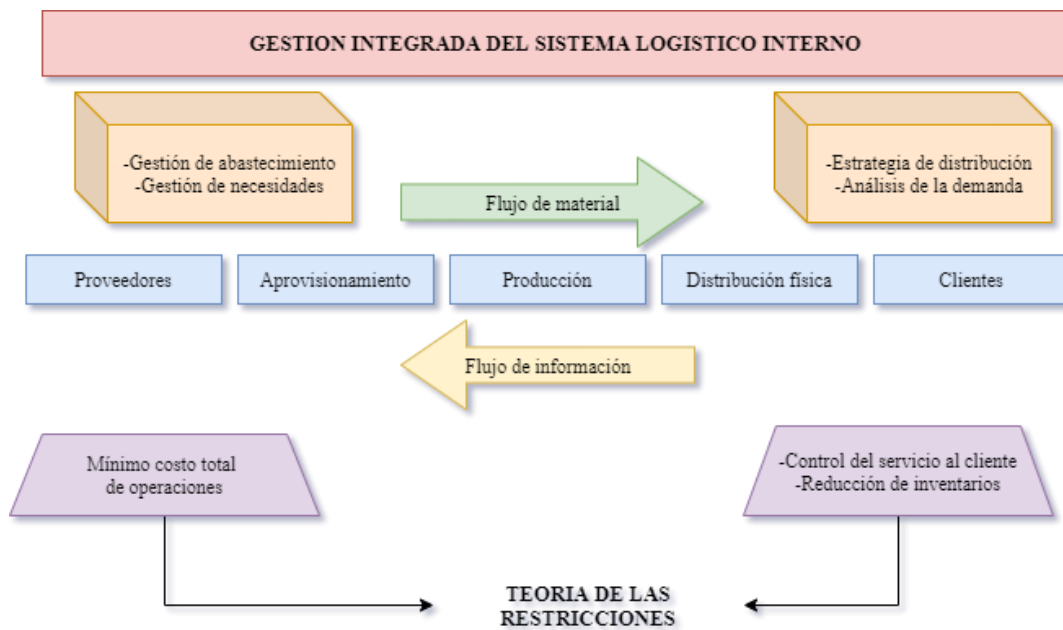 GESTION INTEGRADA DEL SISTEMA LOGISTICO INTERNO
-Gestión de abastecimiento
-Gestión de necesidades
-Estrategia de distribución
-Análisis de la demanda
Flujo de material
Proveedores
Aprovisionamiento
Producción
Distribución física
Clientes
Flujo de información
Mínimo costo total
de operaciones
-Control del servicio al cliente
-Reducción de inventarios
TEORIA DE LAS
RESTRICCIONES